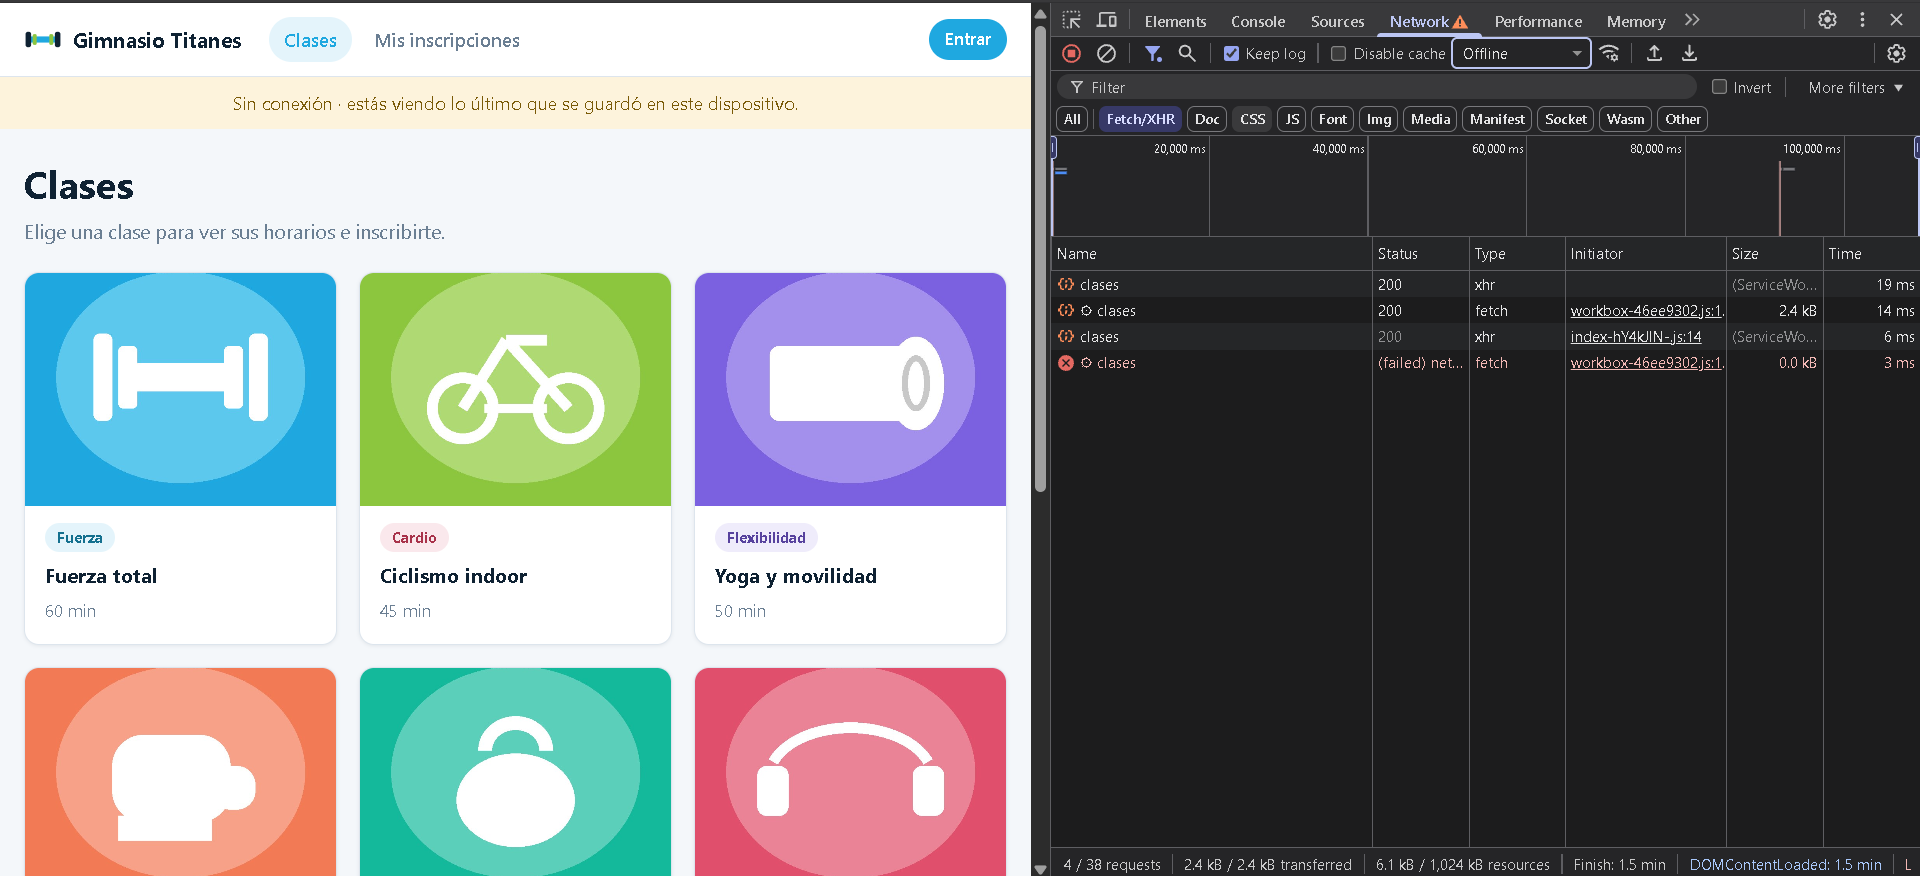 Gimnasio Titanes
Clases
Mis inscripciones
Entrar
Sin conexión · estás viendo lo último que se guardó en este dispositivo.
Clases
Elige una clase para ver sus horarios e inscribirte.
Fuerza
Fuerza total
60 min
Cardio
Ciclismo indoor
45 min
Flexibilidad
Yoga y movilidad
50 min
Elements Console Sources Network Performance Memory
Keep log Disable cache Offline
Filter Invert More filters
All Fetch/XHR Doc CSS JS Font Img Media Manifest Socket Wasm Other
20,000 ms 40,000 ms 60,000 ms 80,000 ms 100,000 ms
Name Status Type Initiator Size Time
clases 200 xhr (ServiceWo... 19 ms
clases 200 fetch workbox-46ee9302.js:1. 2.4 kB 14 ms
clases 200 xhr index-hY4kJIN-.js:14 (ServiceWo... 6 ms
clases (failed) net... fetch workbox-46ee9302.js:1. 0.0 kB 3 ms
4 / 38 requests 2.4 kB / 2.4 kB transferred 6.1 kB / 1,024 kB resources Finish: 1.5 min DOMContentLoaded: 1.5 min L